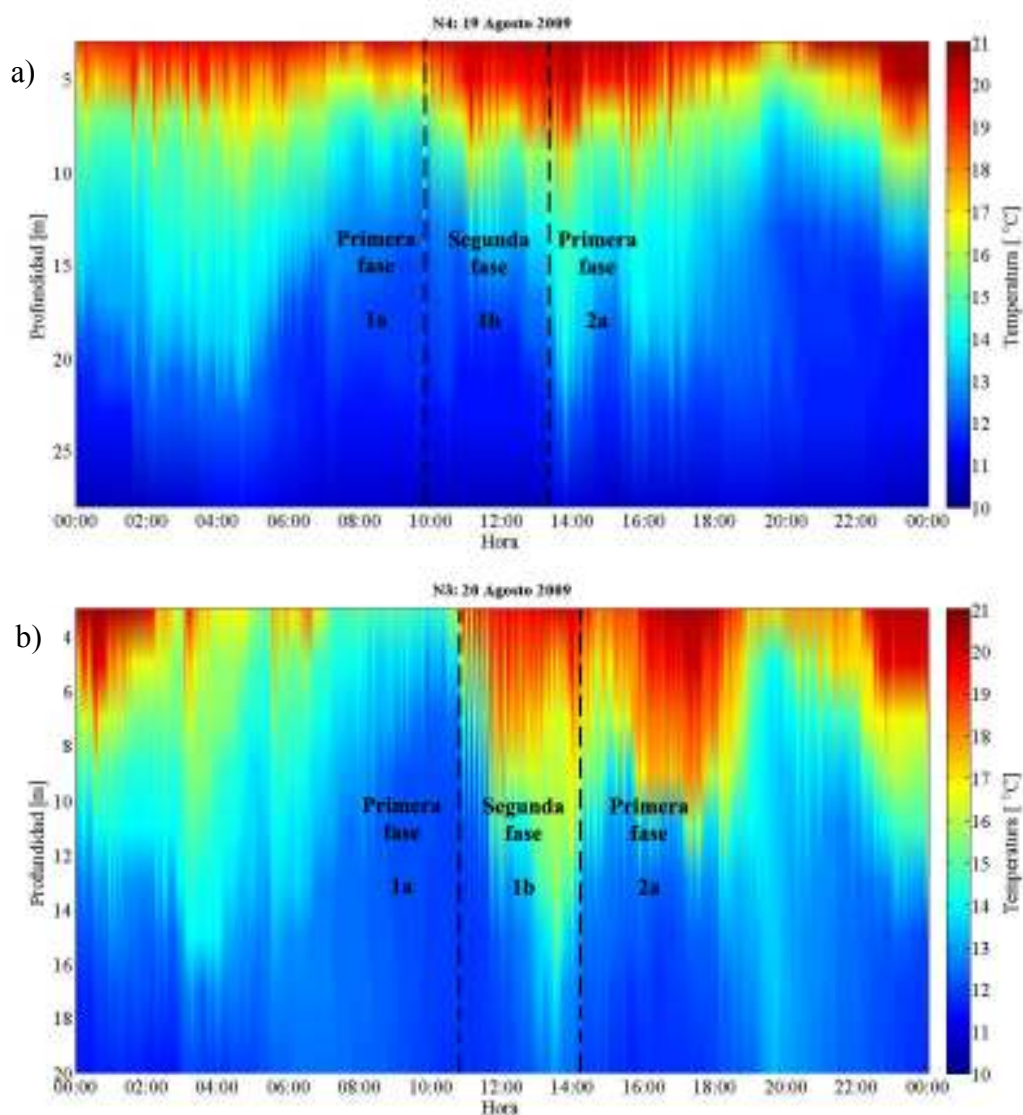 N4: 19 Agosto 2009
a)
5
10
15
20
25
Profundidad [m]
Primera
fase
1a
Segunda
fase
1b
Primera
fase
2a
00:00 02:00 04:00 06:00 08:00 10:00 12:00 14:00 16:00 18:00 20:00 22:00 00:00
Hora
21
20
19
18
17
16
15
14
13
12
11
10
Temperatura [ °C]
N3: 20 Agosto 2009
b)
4
6
8
10
12
14
16
18
20
Profundidad [m]
Primera
fase
1a
Segunda
fase
1b
Primera
fase
2a
00:00 02:00 04:00 06:00 08:00 10:00 12:00 14:00 16:00 18:00 20:00 22:00 00:00
Hora
21
20
19
18
17
16
15
14
13
12
11
10
Temperatura [ °C]